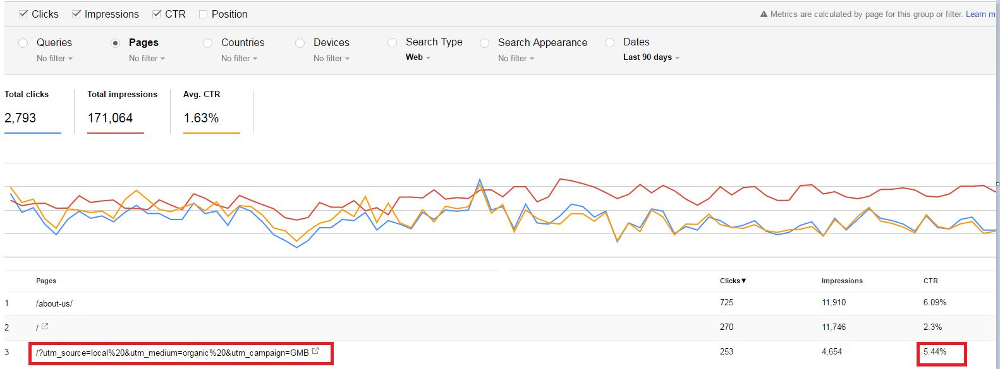 Clicks Impressions CTR Position Metrics are calculated by page for this group or filter. Learn
Queries Pages Countries Devices Search Type Search Appearance Dates
No filter No filter No filter No filter Web No filter Last 90 days
Total clicks Total impressions Avg. CTR
2,793 171,064 1.63%
Pages Clicks▼ Impressions CTR
1 /about-us/ 725 11,910 6.09%
2 / 270 11,746 2.3%
3 /?utm_source=local%20&utm_medium=organic%20&utm_campaign=GMB 253 4,654 5.44%